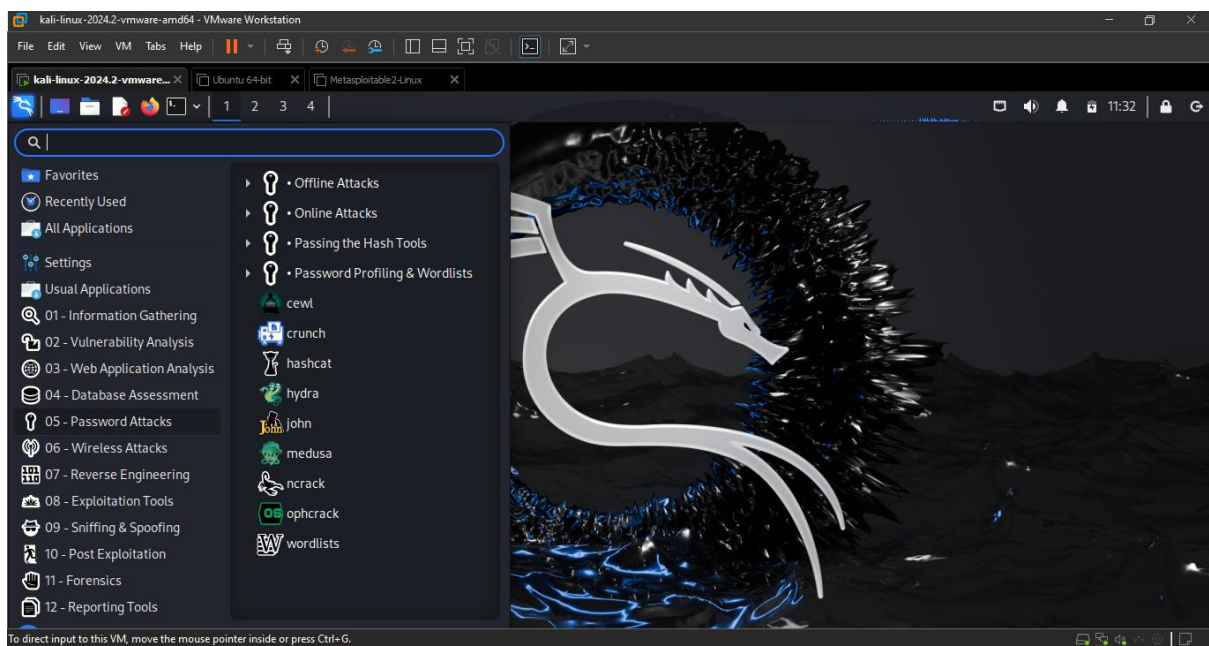 kali-linux-2024.2-vmware-amd64 - VMware Workstation
File Edit View VM Tabs Help
kali-linux-2024.2-vmware... Ubuntu 64-bit Metasploitable2-Linux
1 2 3 4 11:32
Favorites
Recently Used
All Applications
Settings
Usual Applications
01 - Information Gathering
02 - Vulnerability Analysis
03 - Web Application Analysis
04 - Database Assessment
05 - Password Attacks
06 - Wireless Attacks
07 - Reverse Engineering
08 - Exploitation Tools
09 - Sniffing & Spoofing
10 - Post Exploitation
11 - Forensics
12 - Reporting Tools
• Offline Attacks
• Online Attacks
• Passing the Hash Tools
• Password Profiling & Wordlists
cewl
crunch
hashcat
hydra
John john
medusa
ncrack
OS ophcrack
W wordlists
To direct input to this VM, move the mouse pointer inside or press Ctrl+G.